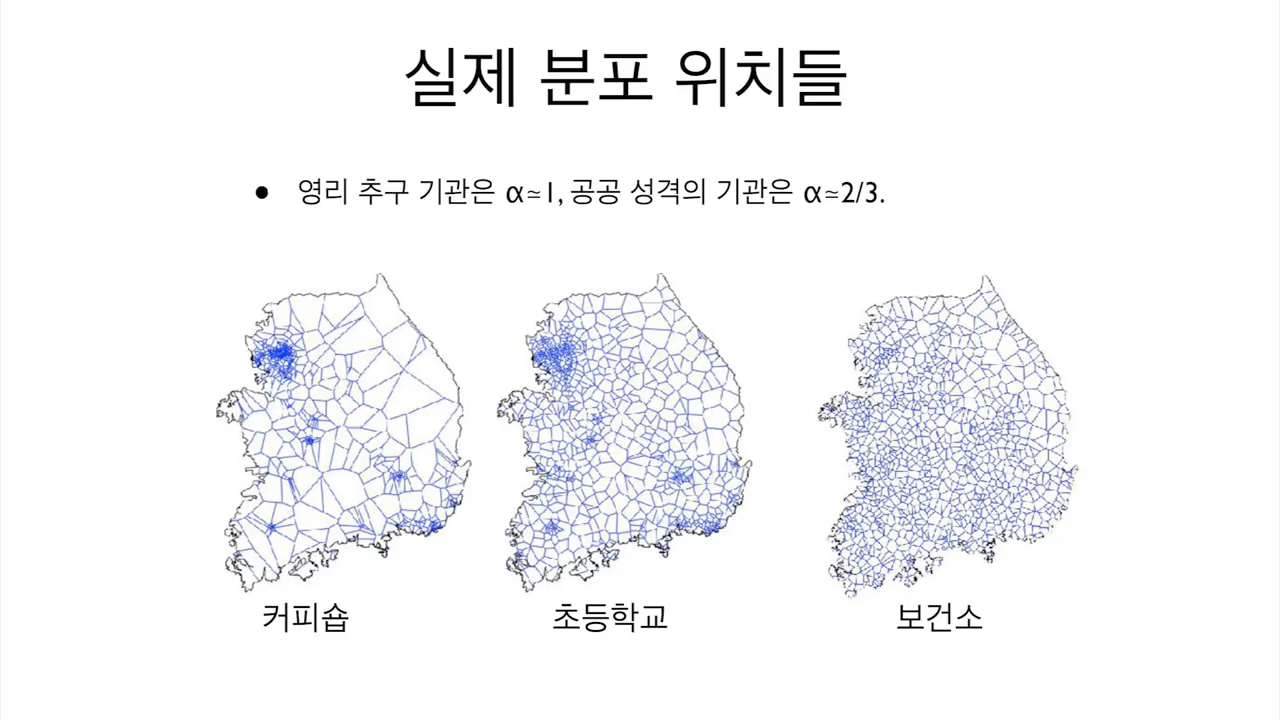 실제 분포 위치들
● 영리 추구 기관은 α≃1, 공공 성격의 기관은 α≃2/3.
커피숍 초등학교 보건소